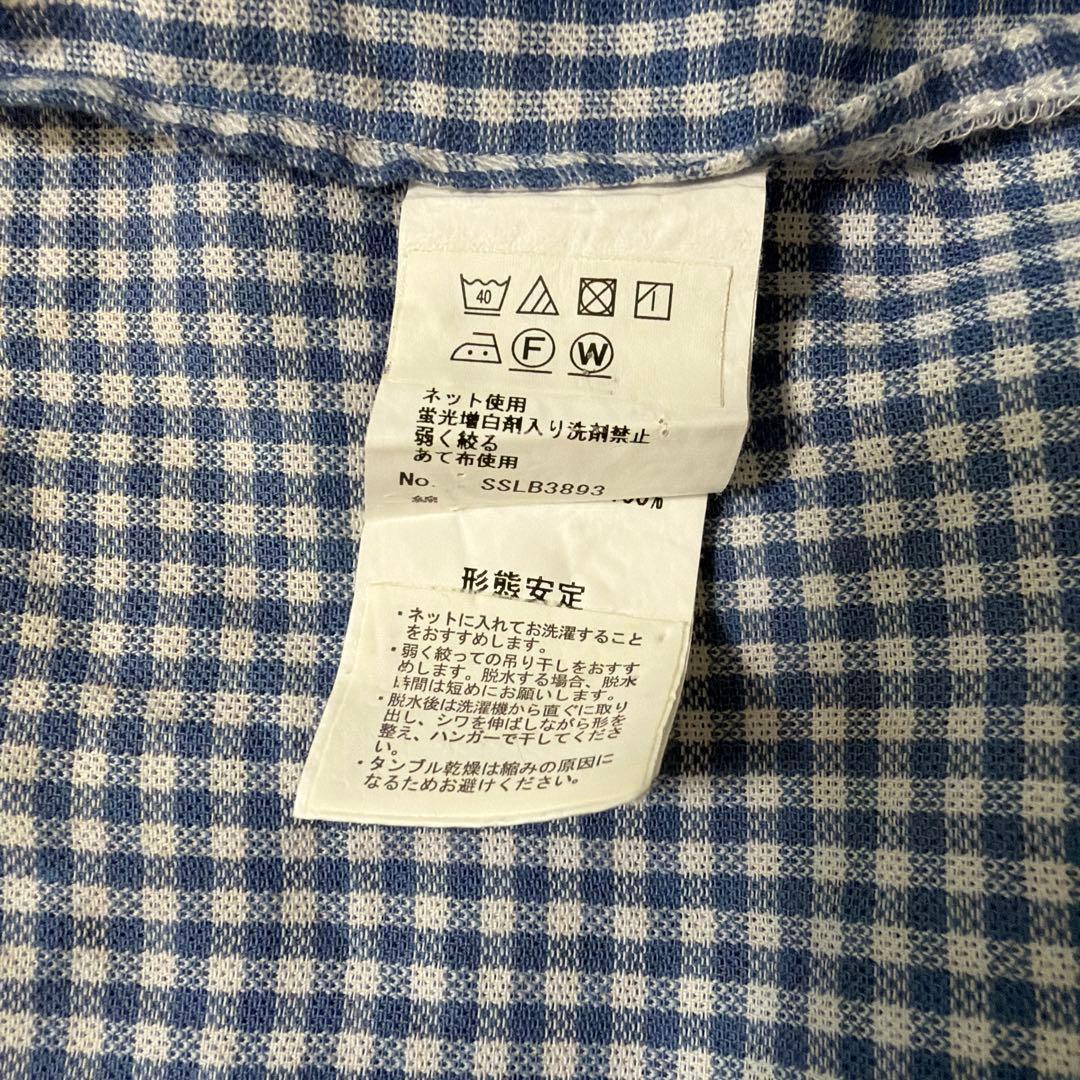 40
F W
ネット使用
蛍光増白剤入り洗剤禁止
弱く絞る
あて布使用
No. SSLB3893
綿 100%
形態安定
・ネットに入れてお洗濯すること
をおすすめします。
・弱く絞っての吊り干しをおすす
めします。脱水する場合、脱水
時間は短めにお願いします。
・脱水後は洗濯機から直ぐに取り
出し、シワを伸ばしながら形を
整え、ハンガーで干してくださ
い。
・タンブル乾燥は縮みの原因に
なるためお避けください。